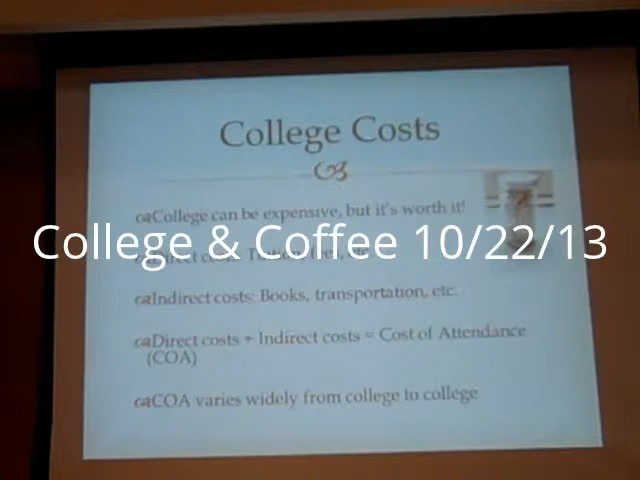 College Costs
College can be expensive, but it's worth it!
College & Coffee 10/22/13
Indirect costs: Books, transportation, etc.
Direct costs + Indirect costs = Cost of Attendance
(COA)
COA varies widely from college to college